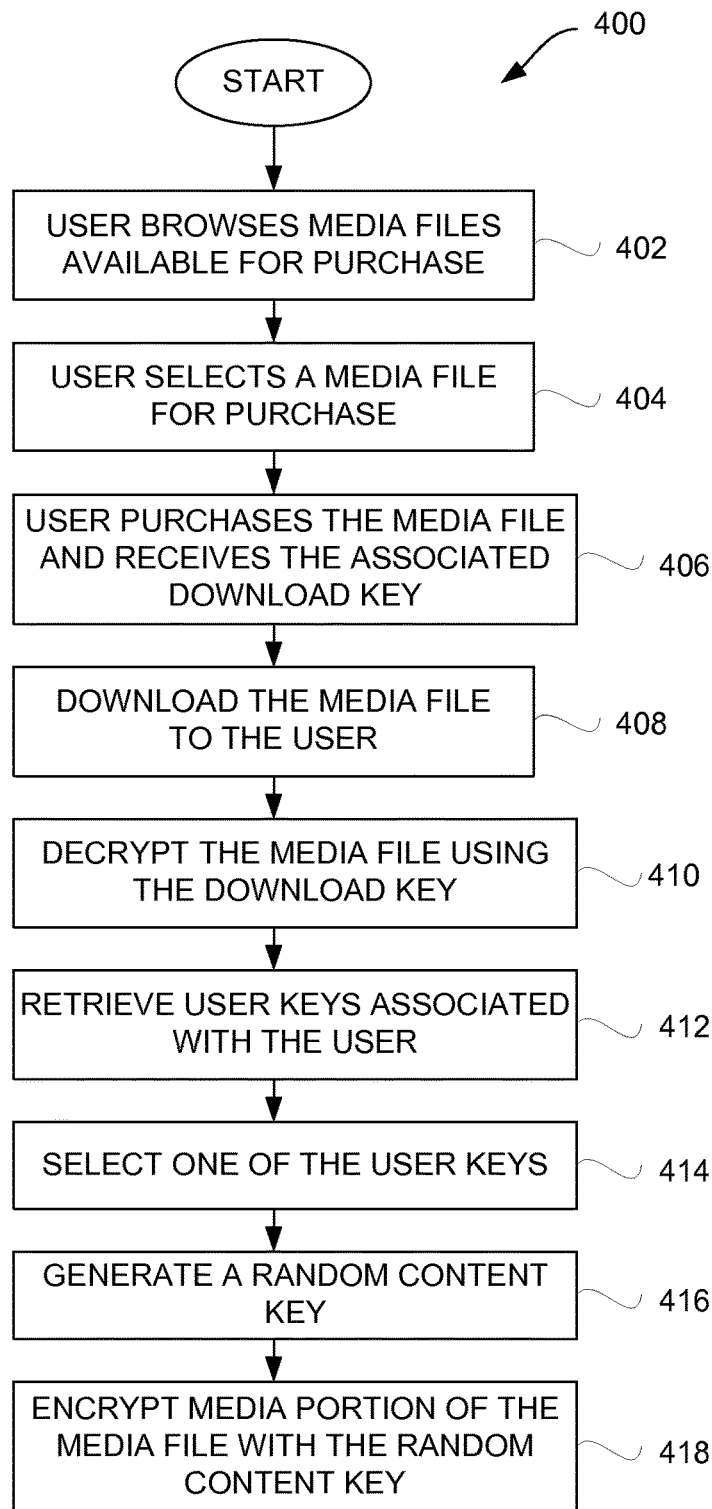 400
START
USER BROWSES MEDIA FILES
AVAILABLE FOR PURCHASE
402
USER SELECTS A MEDIA FILE
FOR PURCHASE
404
USER PURCHASES THE MEDIA FILE
AND RECEIVES THE ASSOCIATED
DOWNLOAD KEY
406
DOWNLOAD THE MEDIA FILE
TO THE USER
408
DECRYPT THE MEDIA FILE USING
THE DOWNLOAD KEY
410
RETRIEVE USER KEYS ASSOCIATED
WITH THE USER
412
SELECT ONE OF THE USER KEYS
414
GENERATE A RANDOM CONTENT
KEY
416
ENCRYPT MEDIA PORTION OF THE
MEDIA FILE WITH THE RANDOM
CONTENT KEY
418